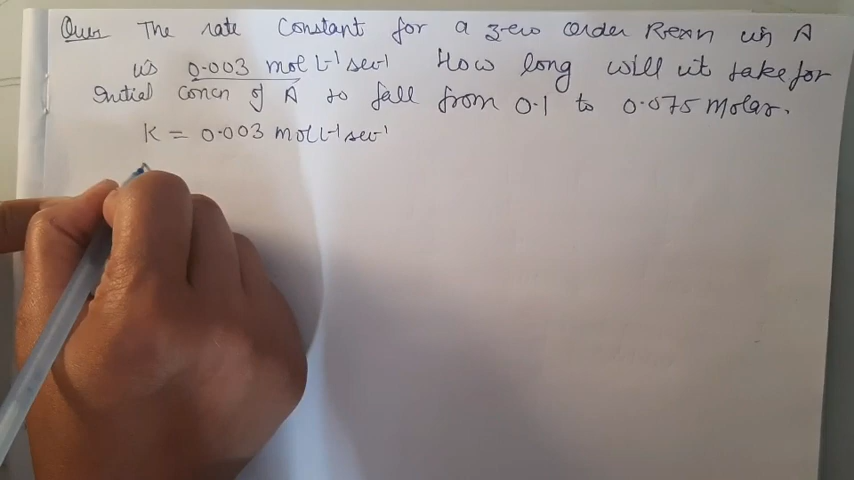 Ques The rate Constant for a zero Order Rexn in A
is 0.003 mol L⁻¹ sec⁻¹ How long will it take for
Initial Concn of A to fall from 0.1 to 0.075 Molar.
K = 0.003 mol L⁻¹ sec⁻¹